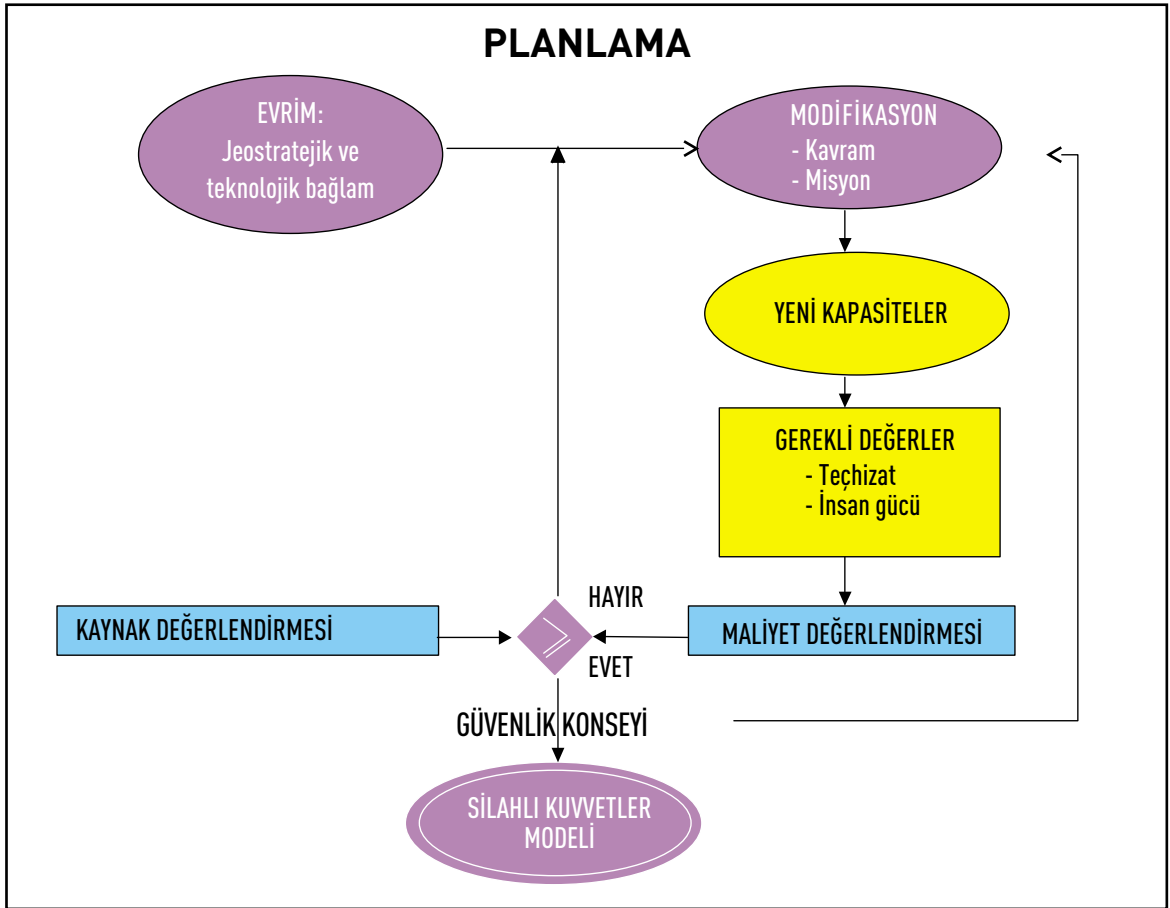 PLANLAMA
EVRİM:
Jeostratejik ve
teknolojik bağlam
MODİFİKASYON
- Kavram
- Misyon
YENİ KAPASİTELER
GEREKLİ DEĞERLER
- Teçhizat
- İnsan gücü
HAYIR
KAYNAK DEĞERLENDİRMESİ
MALİYET DEĞERLENDİRMESİ
EVET
GÜVENLİK KONSEYİ
SİLAHLI KUVVETLER
MODELİ